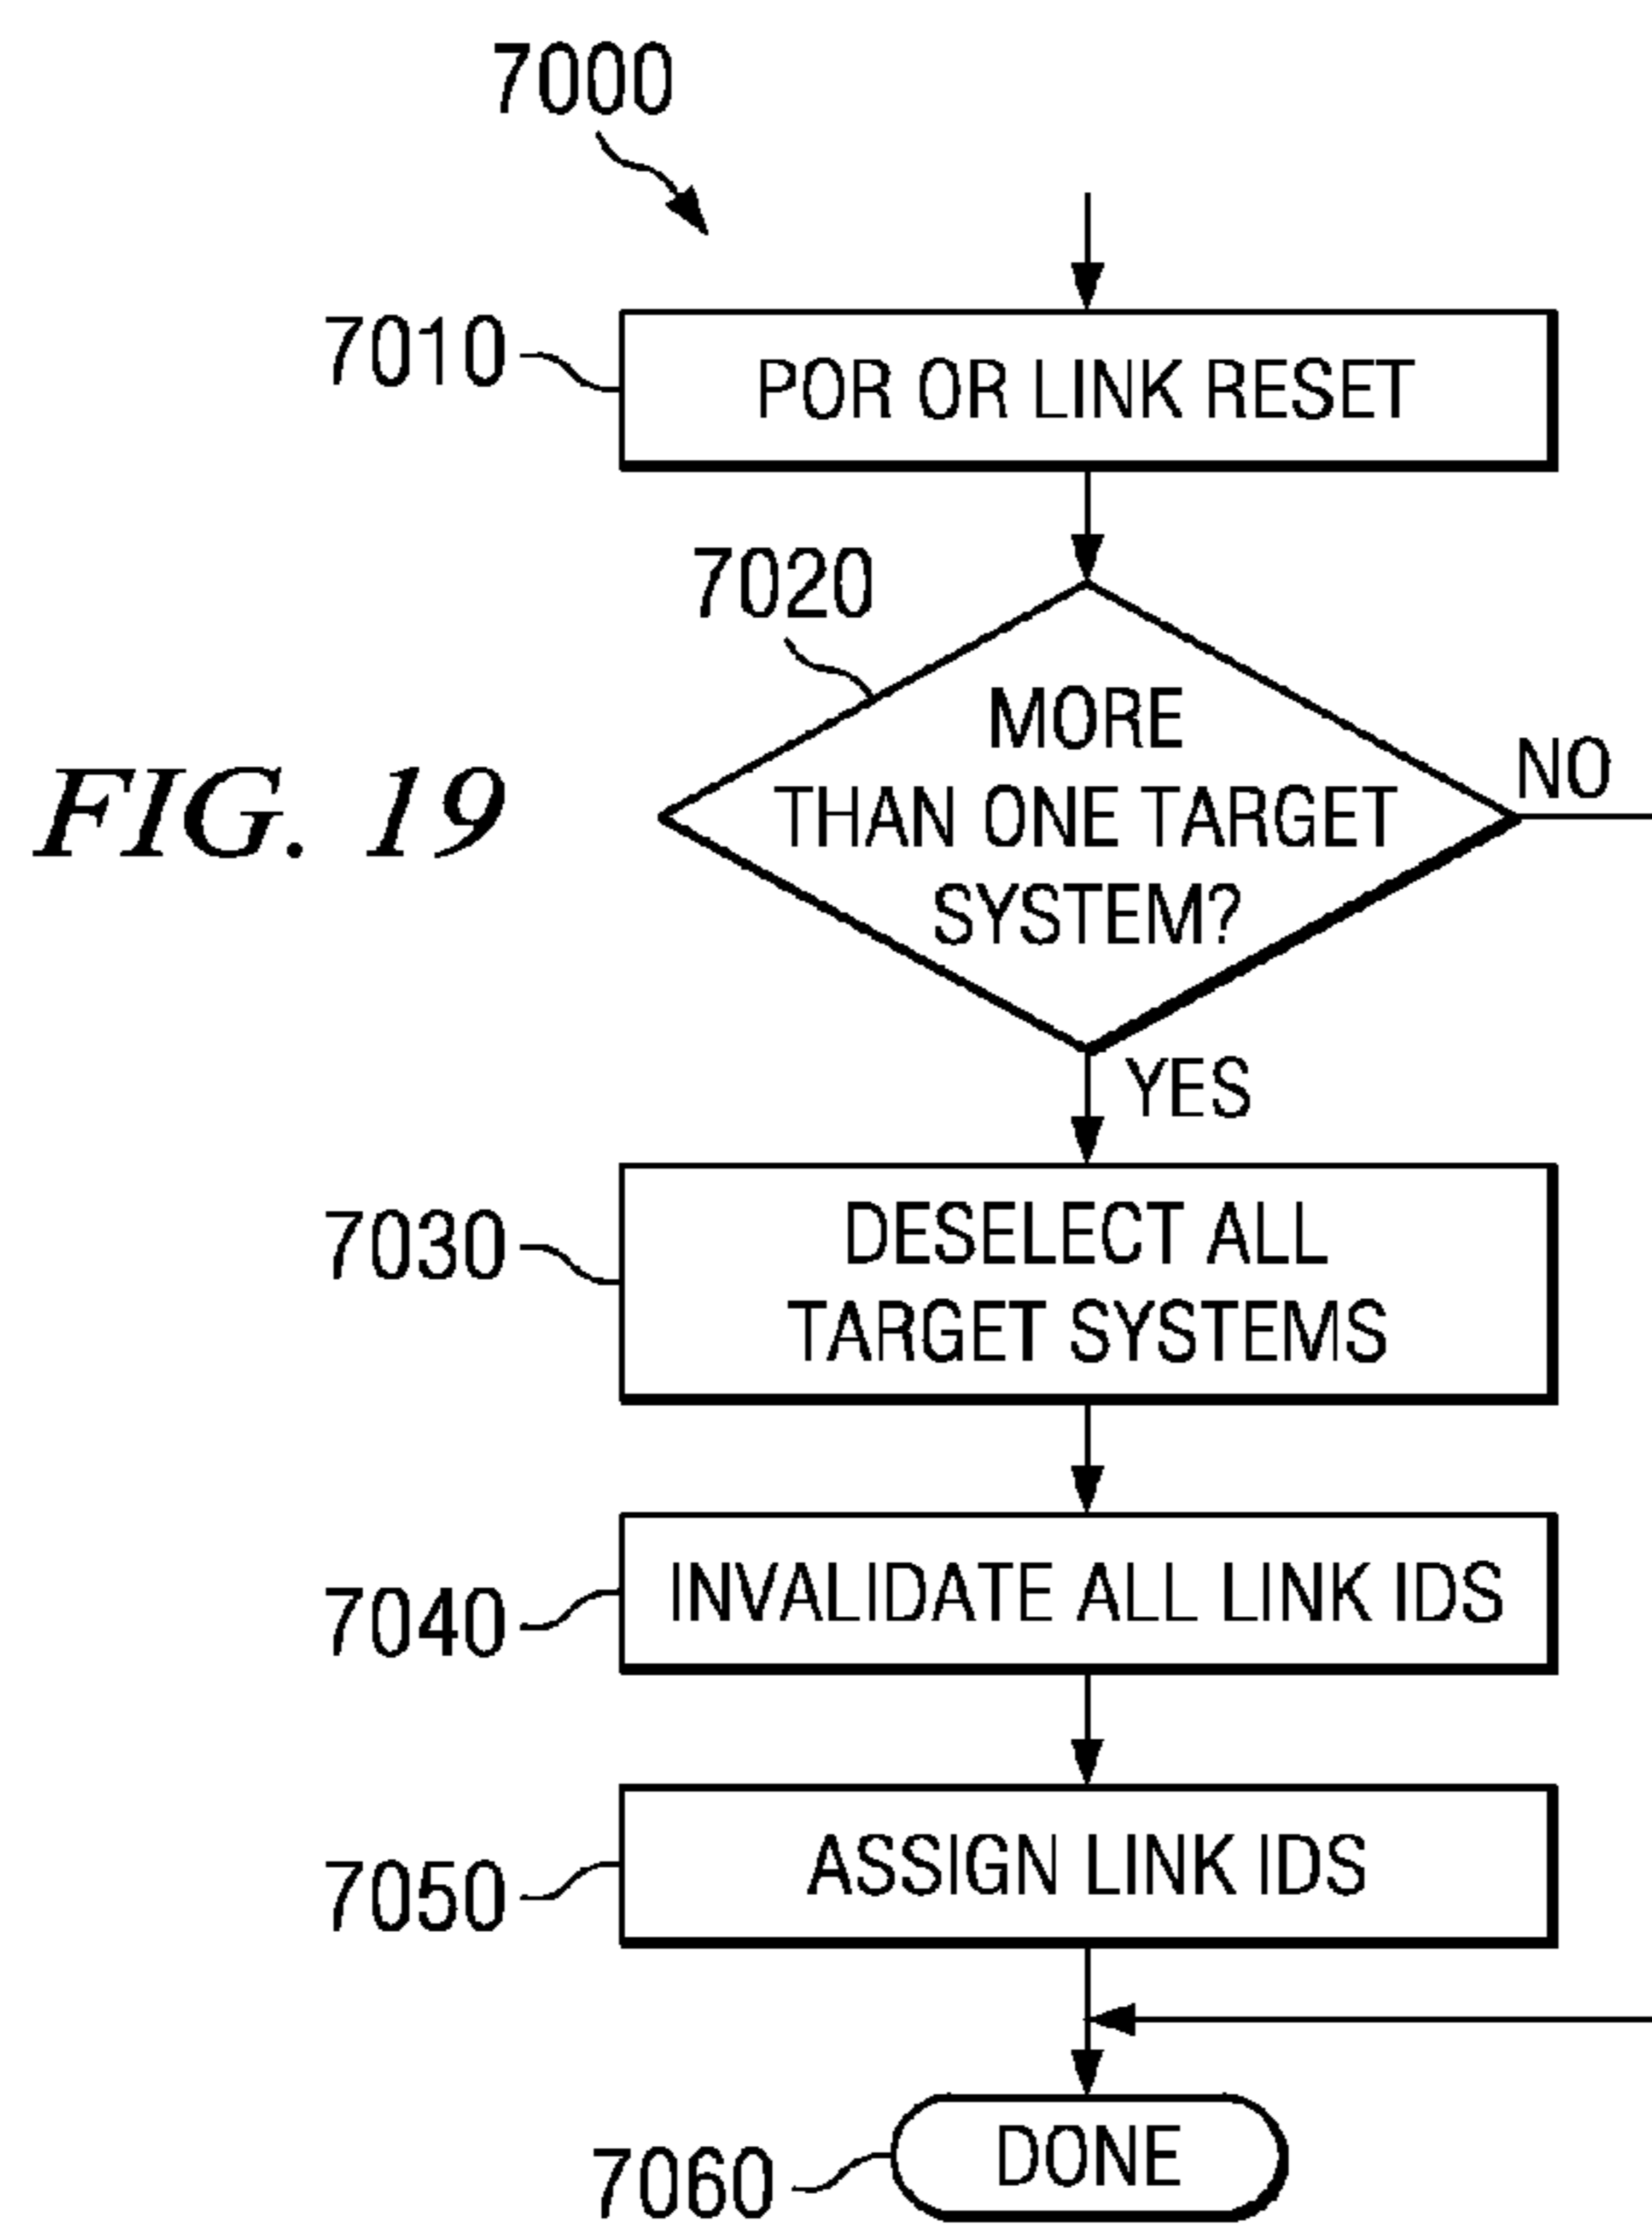 7000
7010
POR OR LINK RESET
7020
MORE
THAN ONE TARGET
SYSTEM?
NO
FIG. 19
YES
7030
DESELECT ALL
TARGET SYSTEMS
7040
INVALIDATE ALL LINK IDS
7050
ASSIGN LINK IDS
7060
DONE